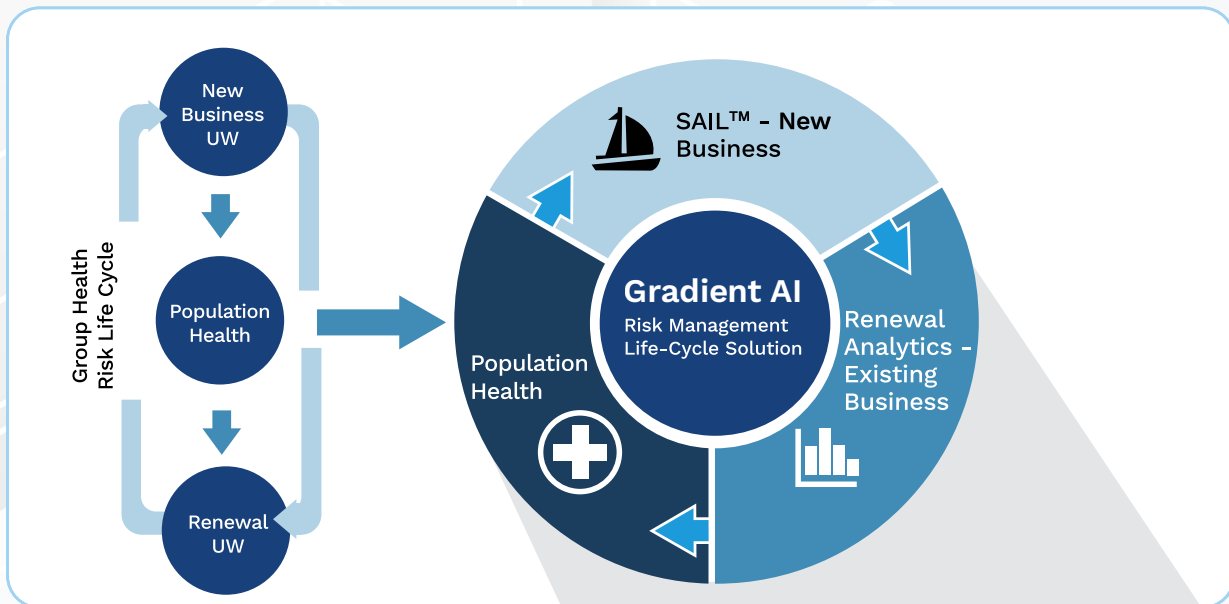 New
Business
UW
Population
Health
Renewal
UW
Group Health
Risk Life Cycle
SAIL™ - New
Business
Gradient AI
Risk Management
Life-Cycle Solution
Renewal
Analytics -
Existing
Business
Population
Health